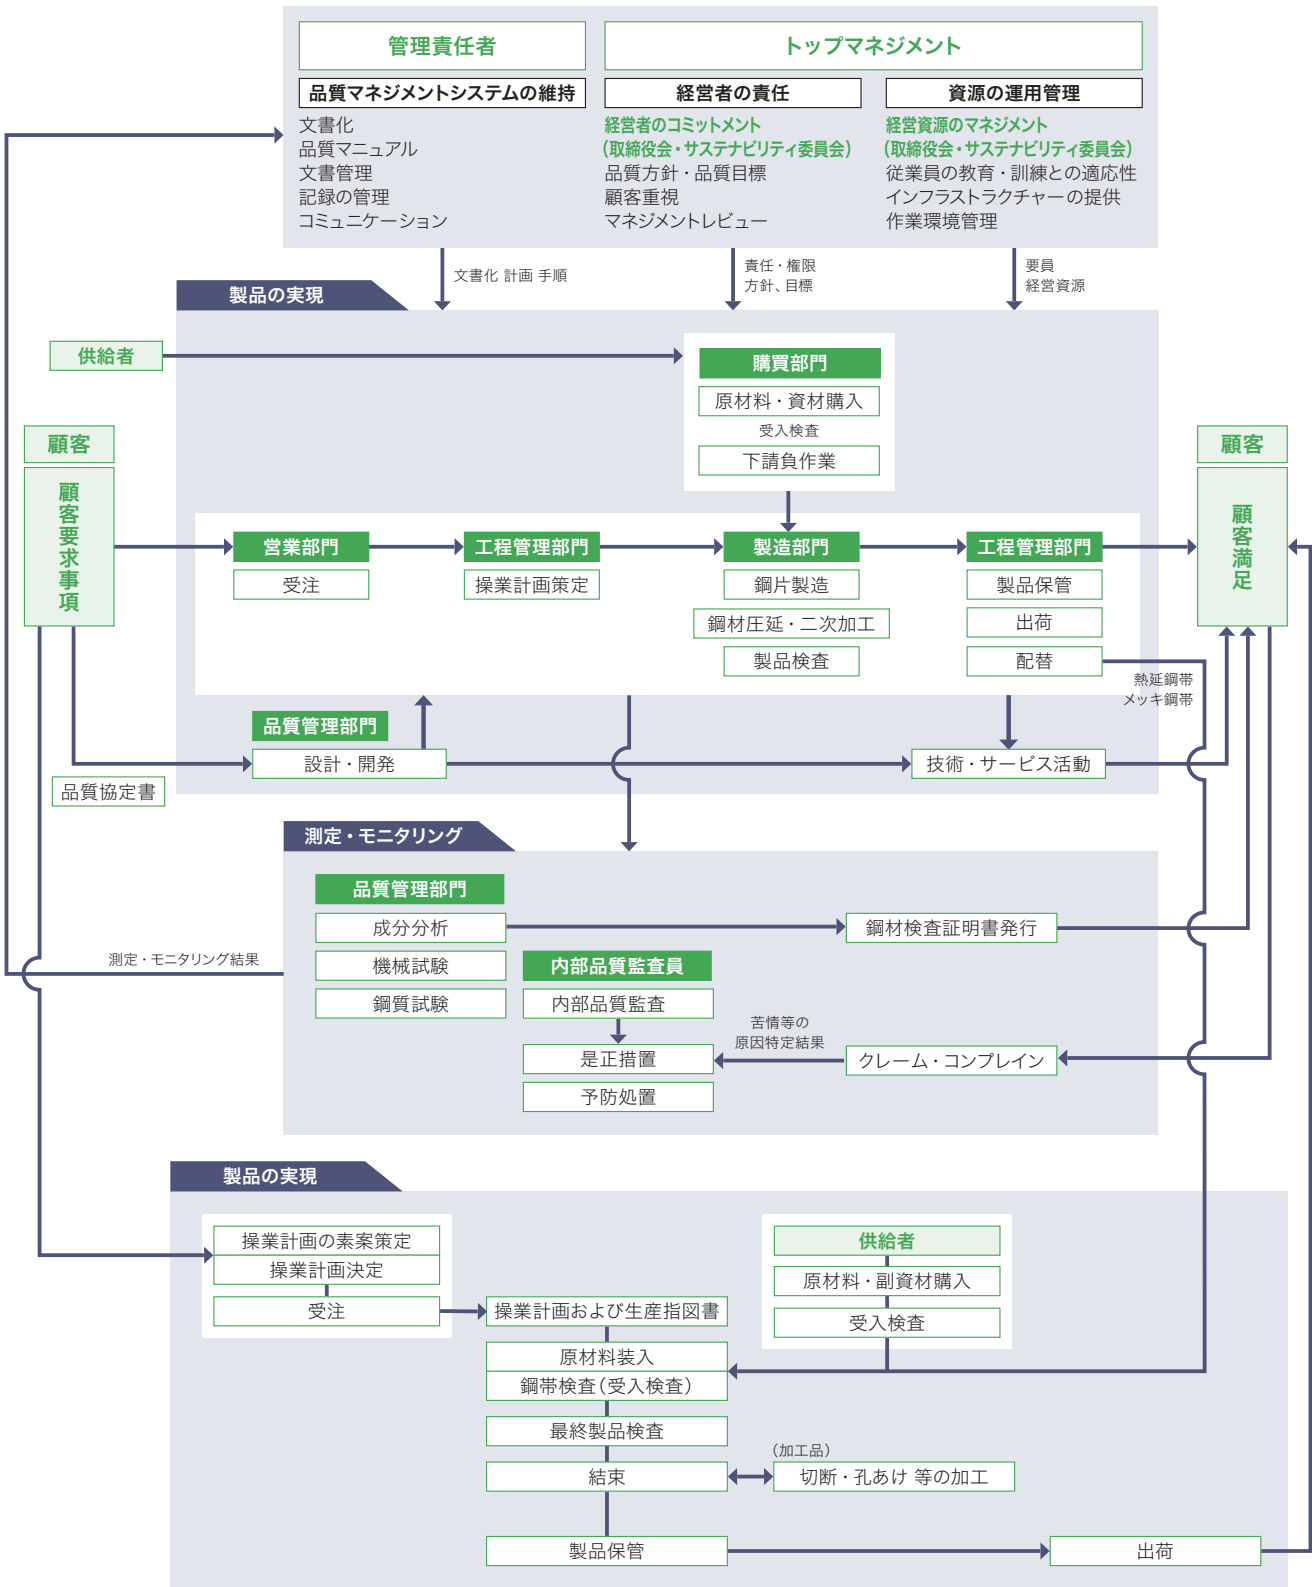 管理責任者
トップマネジメント
品質マネジメントシステムの維持
文書化
品質マニュアル
文書管理
記録の管理
コミュニケーション
経営者の責任
経営者のコミットメント
（取締役会・サステナビリティ委員会）
品質方針・品質目標
顧客重視
マネジメントレビュー
資源の運用管理
経営資源のマネジメント
（取締役会・サステナビリティ委員会）
従業員の教育・訓練との適応性
インフラストラクチャーの提供
作業環境管理
文書化 計画 手順
責任・権限
方針、目標
要員
経営資源
製品の実現
供給者
購買部門
原材料・資材購入
受入検査
下請負作業
顧客
顧客要求事項
顧客
顧客満足
営業部門
受注
工程管理部門
操業計画策定
製造部門
鋼片製造
鋼材圧延・二次加工
製品検査
工程管理部門
製品保管
出荷
配替
熱延鋼帯
メッキ鋼帯
品質管理部門
設計・開発
技術・サービス活動
品質協定書
測定・モニタリング
品質管理部門
成分分析
機械試験
鋼質試験
鋼材検査証明書発行
測定・モニタリング結果
内部品質監査員
内部品質監査
是正措置
予防処置
苦情等の
原因特定結果
クレーム・コンプレイン
製品の実現
操業計画の素案策定
操業計画決定
受注
供給者
原材料・副資材購入
受入検査
操業計画および生産指図書
原材料装入
鋼帯検査（受入検査）
最終製品検査
結束
（加工品）
切断・孔あけ 等の加工
製品保管
出荷